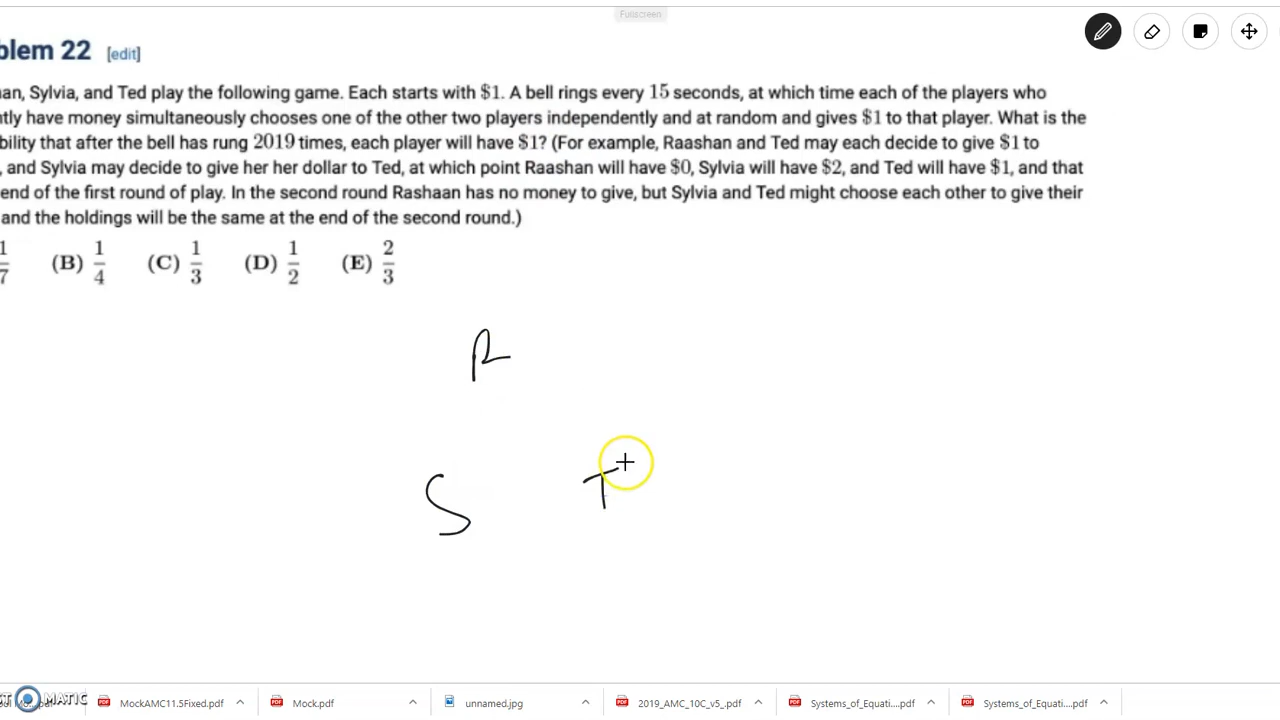 Fullscreen
blem 22 [edit]
an, Sylvia, and Ted play the following game. Each starts with $1. A bell rings every 15 seconds, at which time each of the players who
ntly have money simultaneously chooses one of the other two players independently and at random and gives $1 to that player. What is the
bility that after the bell has rung 2019 times, each player will have $1? (For example, Raashan and Ted may each decide to give $1 to
, and Sylvia may decide to give her her dollar to Ted, at which point Raashan will have $0, Sylvia will have $2, and Ted will have $1, and that
end of the first round of play. In the second round Rashaan has no money to give, but Sylvia and Ted might choose each other to give their
and the holdings will be the same at the end of the second round.)
1/7 (B) 1/4 (C) 1/3 (D) 1/2 (E) 2/3
R
S T
MATIC
MockAMC11.5Fixed.pdf Mock.pdf unnamed.jpg 2019_AMC_10C_v5_.pdf Systems_of_Equati....pdf Systems_of_Equati....pdf